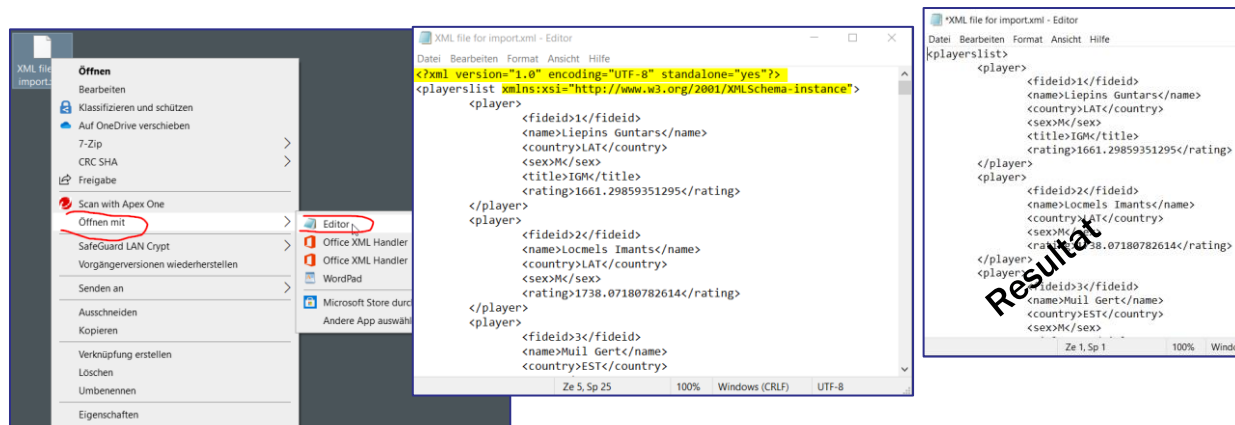 XML file
import.
Öffnen
Bearbeiten
Klassifizieren und schützen
Auf OneDrive verschieben
7-Zip
CRC SHA
Freigabe
Scan with Apex One
Öffnen mit
SafeGuard LAN Crypt
Vorgängerversionen wiederherstellen
Senden an
Ausschneiden
Kopieren
Verknüpfung erstellen
Löschen
Umbenennen
Eigenschaften
Editor
Office XML Handler
Office XML Handler
WordPad
Microsoft Store durc
Andere App auswähl
XML file for import.xml - Editor
Datei Bearbeiten Format Ansicht Hilfe
<?xml version="1.0" encoding="UTF-8" standalone="yes"?>
<playerslist xmlns:xsi="http://www.w3.org/2001/XMLSchema-instance">
<player>
<fideid>1</fideid>
<name>Liepins Guntars</name>
<country>LAT</country>
<sex>M</sex>
<title>IGM</title>
<rating>1661.29859351295</rating>
</player>
<player>
<fideid>2</fideid>
<name>Locmels Imants</name>
<country>LAT</country>
<sex>M</sex>
<rating>1738.07180782614</rating>
</player>
<player>
<fideid>3</fideid>
<name>Muil Gert</name>
<country>EST</country>
Ze 5, Sp 25 100% Windows (CRLF) UTF-8
*XML file for import.xml - Editor
Datei Bearbeiten Format Ansicht Hilfe
<playerslist>
<player>
<fideid>1</fideid>
<name>Liepins Guntars</name>
<country>LAT</country>
<sex>M</sex>
<title>IGM</title>
<rating>1661.29859351295</rating>
</player>
<player>
<fideid>2</fideid>
<name>Locmels Imants</name>
<country>LAT</country>
<sex>M</sex>
<rating>1738.07180782614</rating>
</player>
<player>
<fideid>3</fideid>
<name>Muil Gert</name>
<country>EST</country>
<sex>M</sex>
Ze 1, Sp 1 100% Windo
Resultat